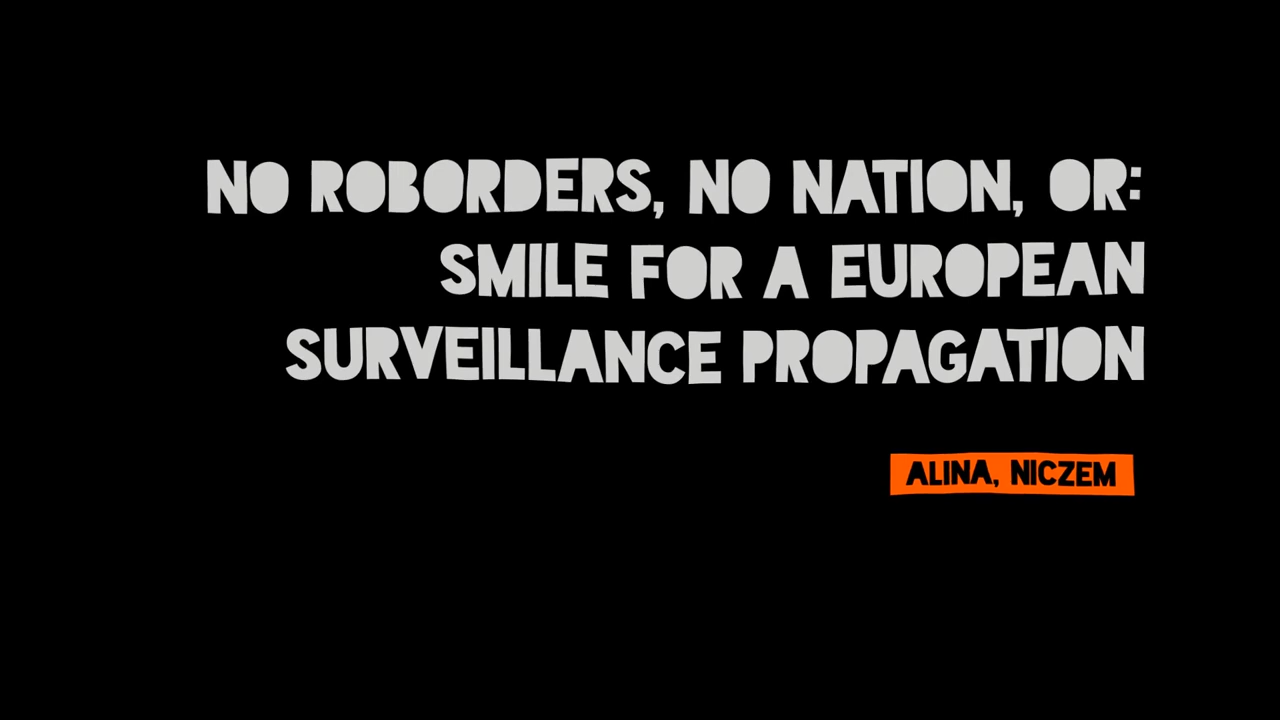 NO ROBORDERS, NO NATION, OR:
SMILE FOR A EUROPEAN
SURVEILLANCE PROPAGATION
ALINA, NICZEM